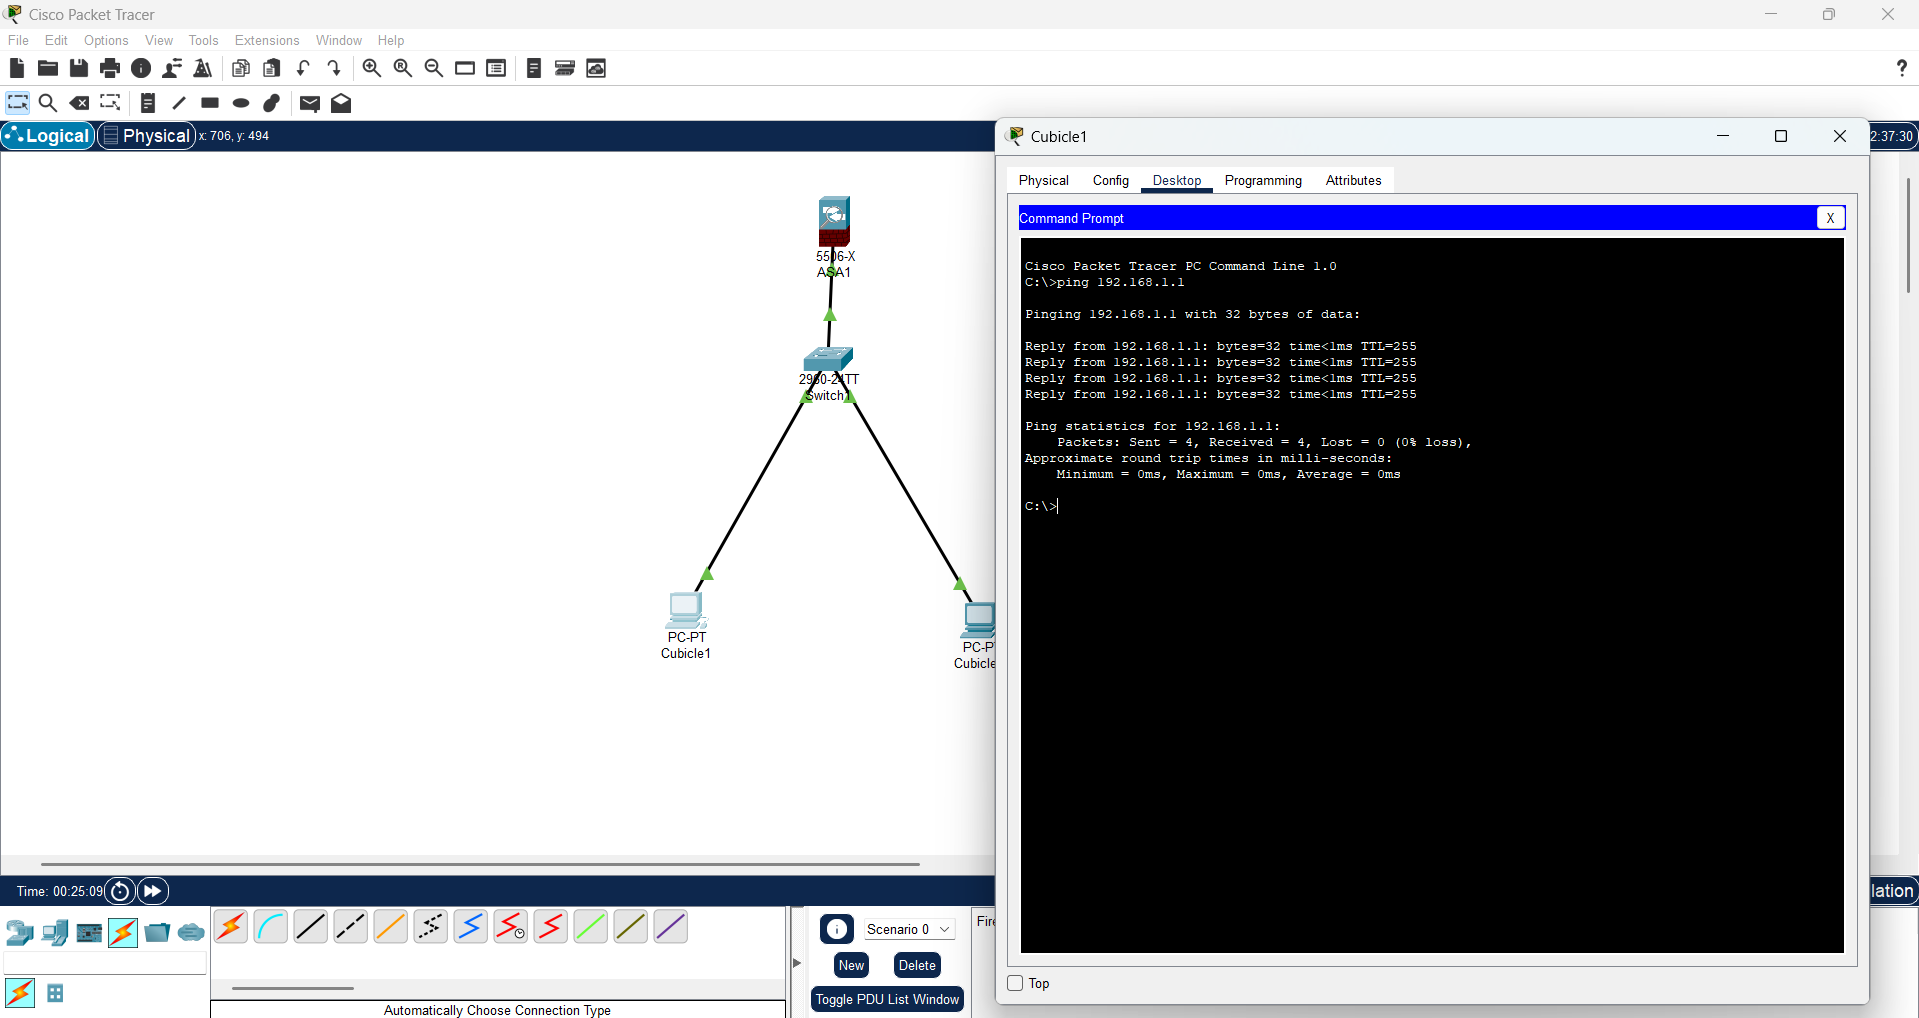 Cisco Packet Tracer
File Edit Options View Tools Extensions Window Help
?
Logical Physical x: 706, y: 494
2:37:30
5506-X
ASA1
2960-24TT
Switch1
PC-PT
Cubicle1
PC-P
Cubicle
Cubicle1
Physical Config Desktop Programming Attributes
Command Prompt X
Cisco Packet Tracer PC Command Line 1.0
C:\>ping 192.168.1.1
Pinging 192.168.1.1 with 32 bytes of data:
Reply from 192.168.1.1: bytes=32 time<1ms TTL=255
Reply from 192.168.1.1: bytes=32 time<1ms TTL=255
Reply from 192.168.1.1: bytes=32 time<1ms TTL=255
Reply from 192.168.1.1: bytes=32 time<1ms TTL=255
Ping statistics for 192.168.1.1:
Packets: Sent = 4, Received = 4, Lost = 0 (0% loss),
Approximate round trip times in milli-seconds:
Minimum = 0ms, Maximum = 0ms, Average = 0ms
C:\>
Top
Time: 00:25:09
lation
Scenario 0
Fire
New Delete
Toggle PDU List Window
Automatically Choose Connection Type